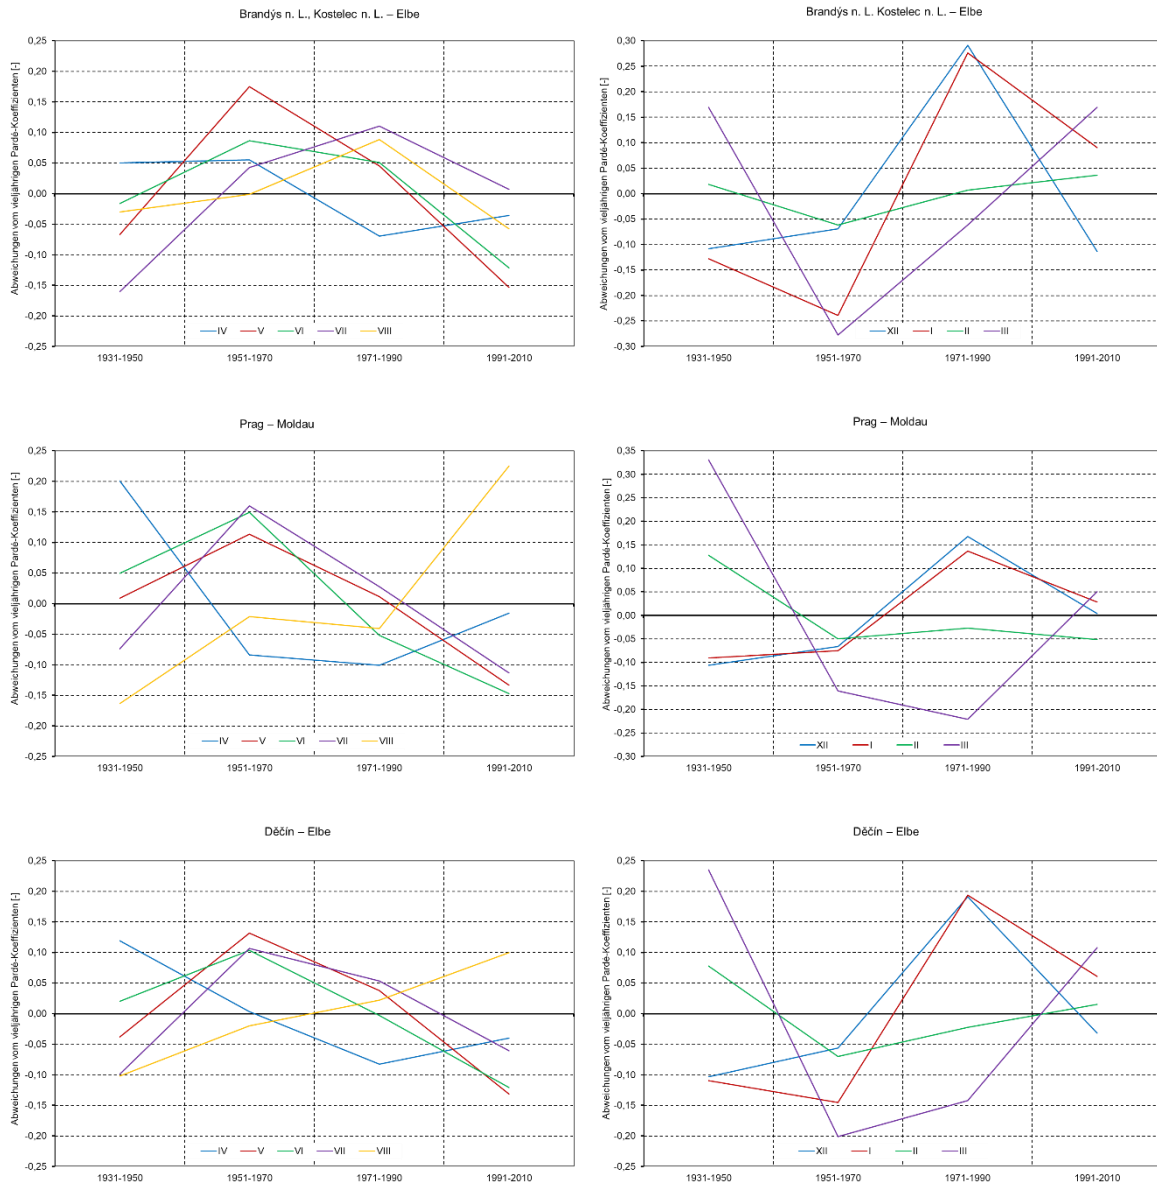 Brandýs n. L., Kostelec n. L. – Elbe
Abweichungen vom vieljährigen Pardé-Koeffizienten [-]
0,25
0,20
0,15
0,10
0,05
0,00
-0,05
-0,10
-0,15
-0,20
-0,25
IV V VI VII VIII
1931-1950 1951-1970 1971-1990 1991-2010
Brandýs n. L. Kostelec n. L. – Elbe
Abweichungen vom vieljährigen Pardé-Koeffizienten [-]
0,30
0,25
0,20
0,15
0,10
0,05
0,00
-0,05
-0,10
-0,15
-0,20
-0,25
-0,30
XII I II III
1931-1950 1951-1970 1971-1990 1991-2010
Prag – Moldau
Abweichungen vom vieljährigen Pardé-Koeffizienten [-]
0,25
0,20
0,15
0,10
0,05
0,00
-0,05
-0,10
-0,15
-0,20
-0,25
IV V VI VII VIII
1931-1950 1951-1970 1971-1990 1991-2010
Prag – Moldau
Abweichungen vom vieljährigen Pardé-Koeffizienten [-]
0,35
0,30
0,25
0,20
0,15
0,10
0,05
0,00
-0,05
-0,10
-0,15
-0,20
-0,25
-0,30
XII I II III
1931-1950 1951-1970 1971-1990 1991-2010
Děčín – Elbe
Abweichungen vom vieljährigen Pardé-Koeffizienten [-]
0,25
0,20
0,15
0,10
0,05
0,00
-0,05
-0,10
-0,15
-0,20
-0,25
IV V VI VII VIII
1931-1950 1951-1970 1971-1990 1991-2010
Děčín – Elbe
Abweichungen vom vieljährigen Pardé-Koeffizienten [-]
0,25
0,20
0,15
0,10
0,05
0,00
-0,05
-0,10
-0,15
-0,20
-0,25
XII I II III
1931-1950 1951-1970 1971-1990 1991-2010